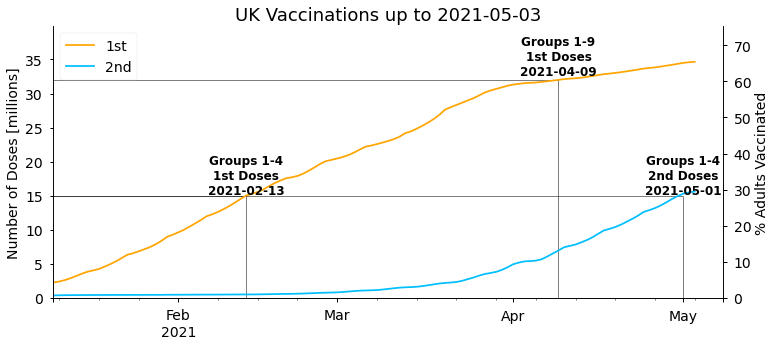 UK Vaccinations up to 2021-05-03
1st
2nd
Number of Doses [millions]
0
5
10
15
20
25
30
35
Groups 1-4
1st Doses
2021-02-13
Groups 1-9
1st Doses
2021-04-09
Groups 1-4
2nd Doses
2021-05-01
% Adults Vaccinated
0
10
20
30
40
50
60
70
Feb
2021
Mar
Apr
May